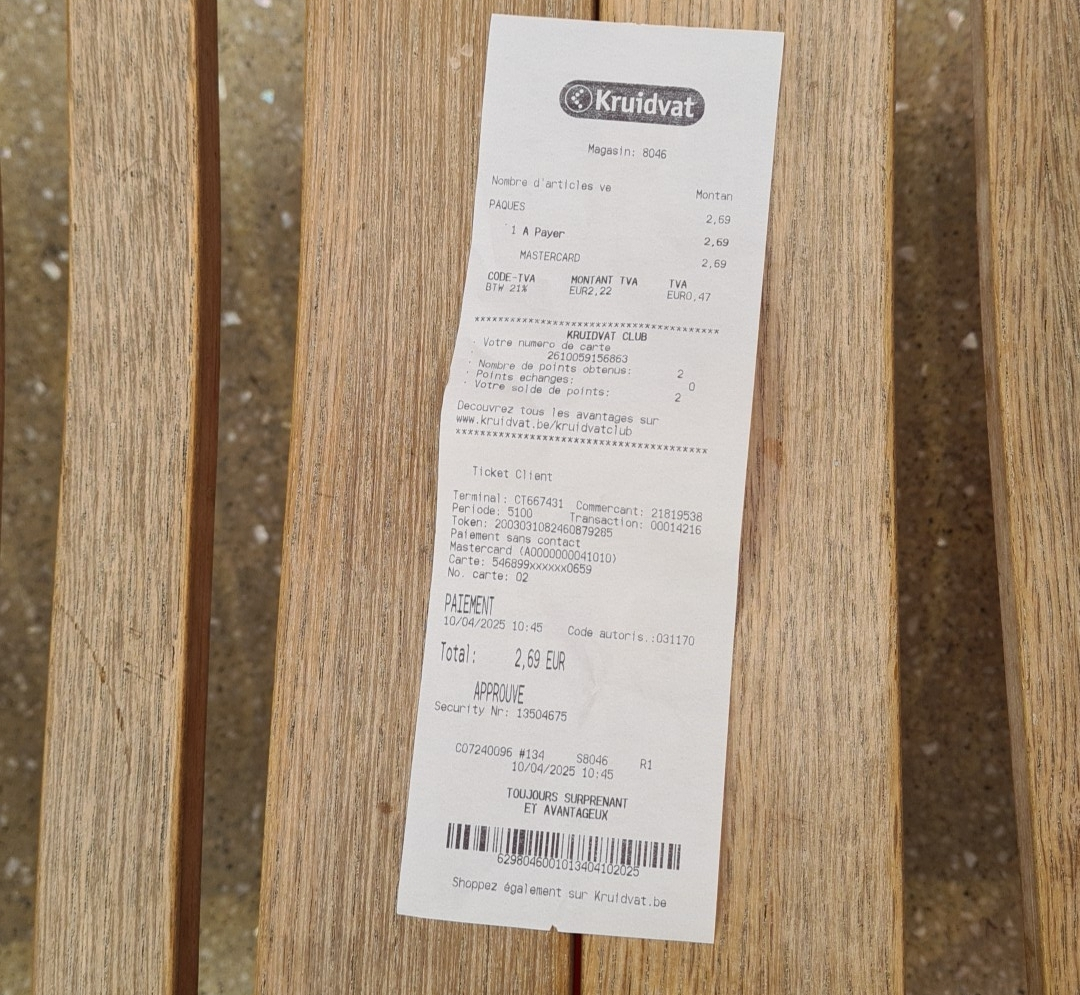 Kruidvat
Magasin: 8046
Nombre d'articles ve Montan
PAQUES 2,69
1 A Payer 2,69
MASTERCARD 2,69
CODE-TVA MONTANT TVA TVA
BTW 21% EUR2,22 EUR0,47
****************************************
KRUIDVAT CLUB
Votre numero de carte
2610059156863
Nombre de points obtenus: 2
Points echanges: 0
Votre solde de points: 2
Decouvrez tous les avantages sur
www.kruidvat.be/kruidvatclub
****************************************
Ticket Client
Terminal: CT667431 Commercant: 21819538
Periode: 5100 Transaction: 00014216
Token: 2003031082460879285
Paiement sans contact
Mastercard (A0000000041010)
Carte: 546899xxxxxx0659
No. carte: 02
PAIEMENT
10/04/2025 10:45 Code autoris.:031170
Total: 2,69 EUR
APPROUVE
Security Nr: 13504675
C07240096 #134 S8046 R1
10/04/2025 10:45
TOUJOURS SURPRENANT
ET AVANTAGEUX
6298046001013404102025
Shoppez également sur Kruidvat.be